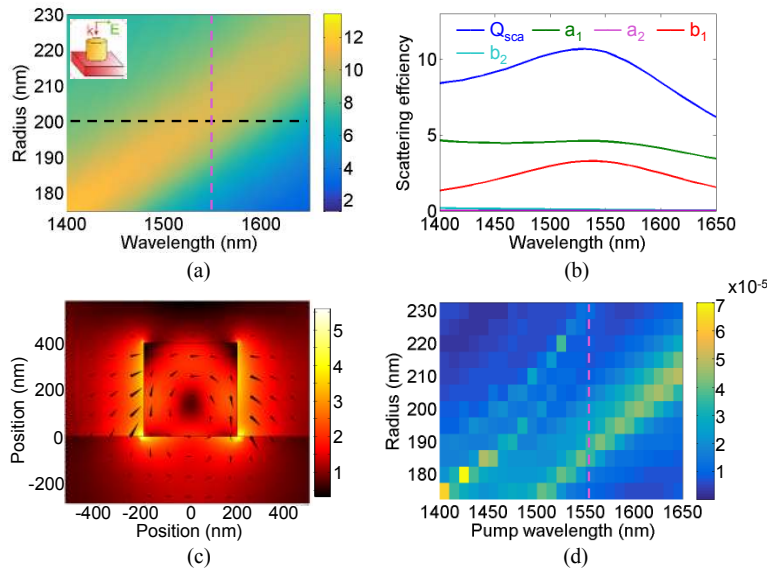 230
220
210
200
190
180
Radius (nm)
k
E
1400
1500
1600
Wavelength (nm)
12
10
8
6
4
2
(a)
Q_sca a_1 a_2 b_1
b_2
10
5
0
Scattering effciency
1400 1450 1500 1550 1600 1650
Wavelength (nm)
(b)
400
200
0
-200
Position (nm)
-400 -200 0 200 400
Position (nm)
5
4
3
2
1
(c)
x10^-5
230
220
210
200
190
180
Radius (nm)
1400 1450 1500 1550 1600 1650
Pump wavelength (nm)
7
6
5
4
3
2
1
0
(d)